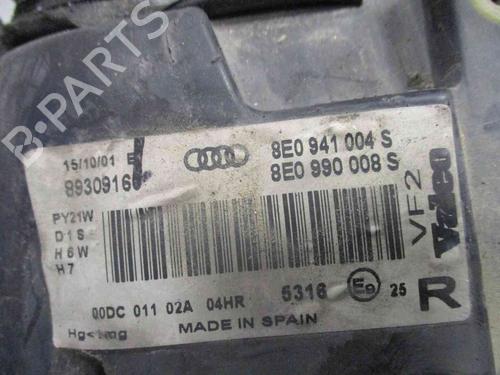 B-PARTS
15/10/01 E
8E0 941 004 S
8E0 990 008 S
PY21W
D1S
H6W
H7
VF2
Valeo
00DC 011 02A 04HR
5316
E9
25
R
MADE IN SPAIN